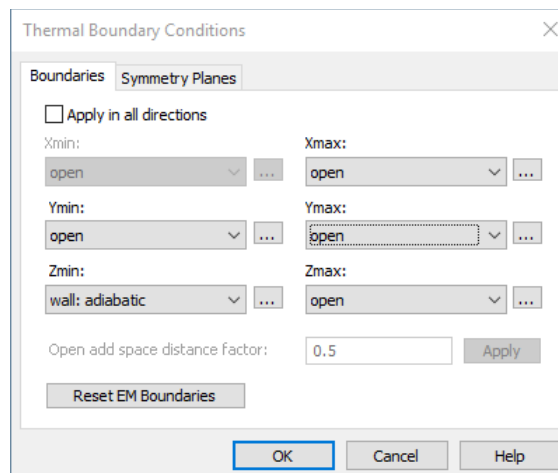 Thermal Boundary Conditions
Boundaries Symmetry Planes
Apply in all directions
Xmin: Xmax:
open ... open ...
Ymin: Ymax:
open ... open ...
Zmin: Zmax:
wall: adiabatic ... open ...
Open add space distance factor: 0.5 Apply
Reset EM Boundaries
OK Cancel Help